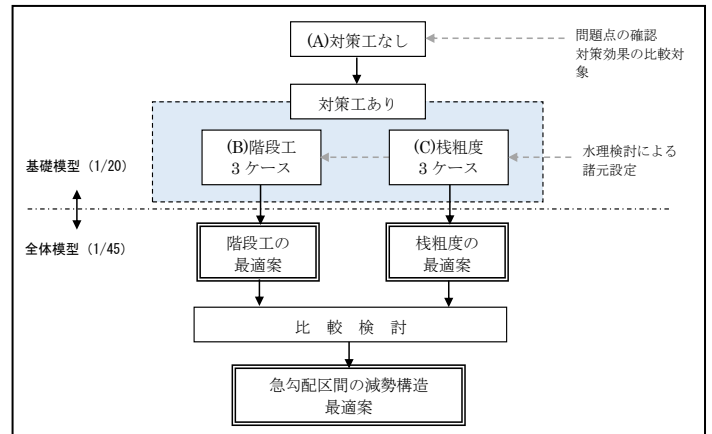 (A)対策工なし
問題点の確認
対策効果の比較対
象
対策工あり
(B)階段工
3 ケース
(C)桟粗度
3 ケース
水理検討による
諸元設定
基礎模型（1/20）
全体模型（1/45）
階段工の
最適案
桟粗度の
最適案
比 較 検 討
急勾配区間の減勢構造
最適案